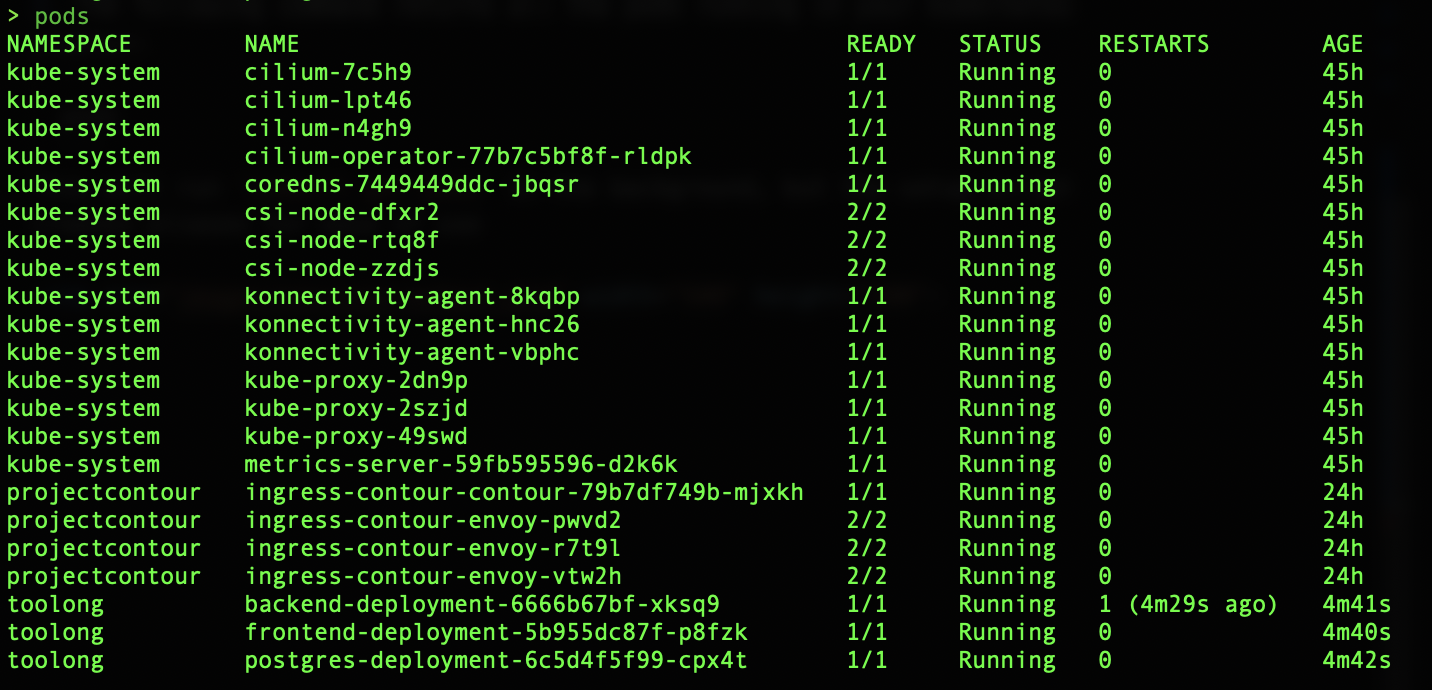 > pods
NAMESPACE NAME READY STATUS RESTARTS AGE
kube-system cilium-7c5h9 1/1 Running 0 45h
kube-system cilium-lpt46 1/1 Running 0 45h
kube-system cilium-n4gh9 1/1 Running 0 45h
kube-system cilium-operator-77b7c5bf8f-rldpk 1/1 Running 0 45h
kube-system coredns-7449449ddc-jbqsr 1/1 Running 0 45h
kube-system csi-node-dfxr2 2/2 Running 0 45h
kube-system csi-node-rtq8f 2/2 Running 0 45h
kube-system csi-node-zzdjs 2/2 Running 0 45h
kube-system konnectivity-agent-8kqbp 1/1 Running 0 45h
kube-system konnectivity-agent-hnc26 1/1 Running 0 45h
kube-system konnectivity-agent-vbphc 1/1 Running 0 45h
kube-system kube-proxy-2dn9p 1/1 Running 0 45h
kube-system kube-proxy-2szjd 1/1 Running 0 45h
kube-system kube-proxy-49swd 1/1 Running 0 45h
kube-system metrics-server-59fb595596-d2k6k 1/1 Running 0 45h
projectcontour ingress-contour-contour-79b7df749b-mjxkh 1/1 Running 0 24h
projectcontour ingress-contour-envoy-pwvd2 2/2 Running 0 24h
projectcontour ingress-contour-envoy-r7t9l 2/2 Running 0 24h
projectcontour ingress-contour-envoy-vtw2h 2/2 Running 0 24h
toolong backend-deployment-6666b67bf-xksq9 1/1 Running 1 (4m29s ago) 4m41s
toolong frontend-deployment-5b955dc87f-p8fzk 1/1 Running 0 4m40s
toolong postgres-deployment-6c5d4f5f99-cpx4t 1/1 Running 0 4m42s